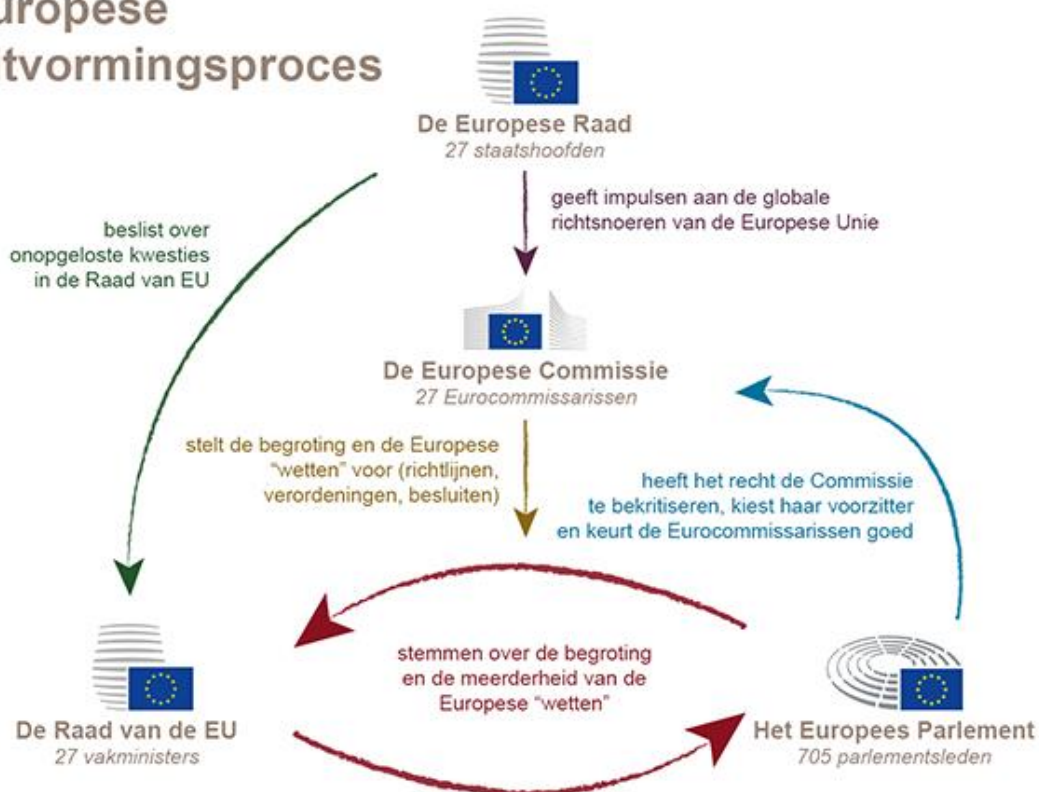 uropese
tvormingsproces
De Europese Raad
27 staatshoofden
geeft impulsen aan de globale
richtsnoeren van de Europese Unie
beslist over
onopgeloste kwesties
in de Raad van EU
De Europese Commissie
27 Eurocommissarissen
stelt de begroting en de Europese
“wetten” voor (richtlijnen,
verordeningen, besluiten)
heeft het recht de Commissie
te bekritiseren, kiest haar voorzitter
en keurt de Eurocommissarissen goed
stemmen over de begroting
en de meerderheid van de
Europese “wetten”
De Raad van de EU
27 vakministers
Het Europees Parlement
705 parlementsleden